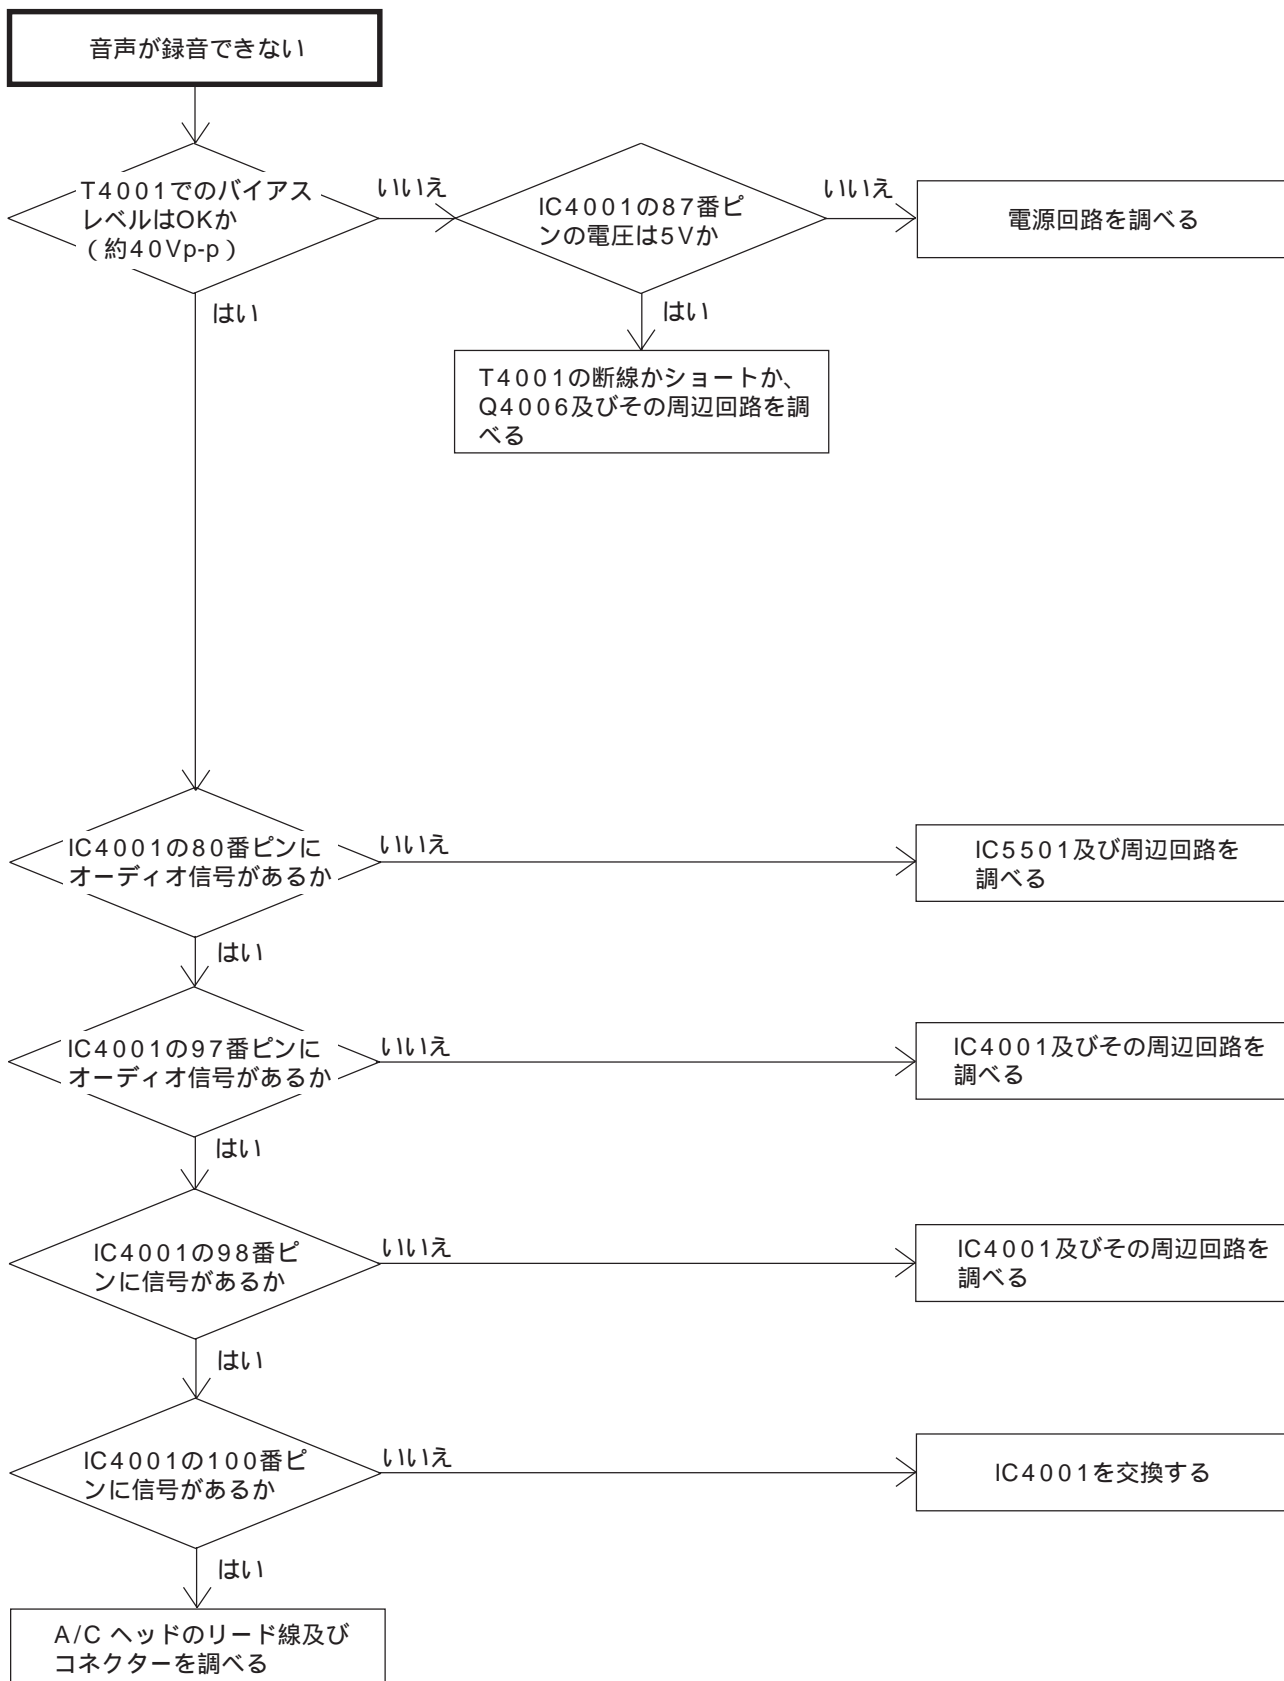 音声が録音できない
T4001でのバイアス
レベルはOKか
(約40Vp-p)
いいえ
IC4001の87番ピ
ンの電圧は5Vか
いいえ
電源回路を調べる
はい
はい
T4001の断線かショートか、
Q4006及びその周辺回路を調
べる
IC4001の80番ピンに
オーディオ信号があるか
いいえ
IC5501及び周辺回路を
調べる
はい
IC4001の97番ピンに
オーディオ信号があるか
いいえ
IC4001及びその周辺回路を
調べる
はい
IC4001の98番ピ
ンに信号があるか
いいえ
IC4001及びその周辺回路を
調べる
はい
IC4001の100番ピ
ンに信号があるか
いいえ
IC4001を交換する
はい
A/C ヘッドのリード線及び
コネクターを調べる